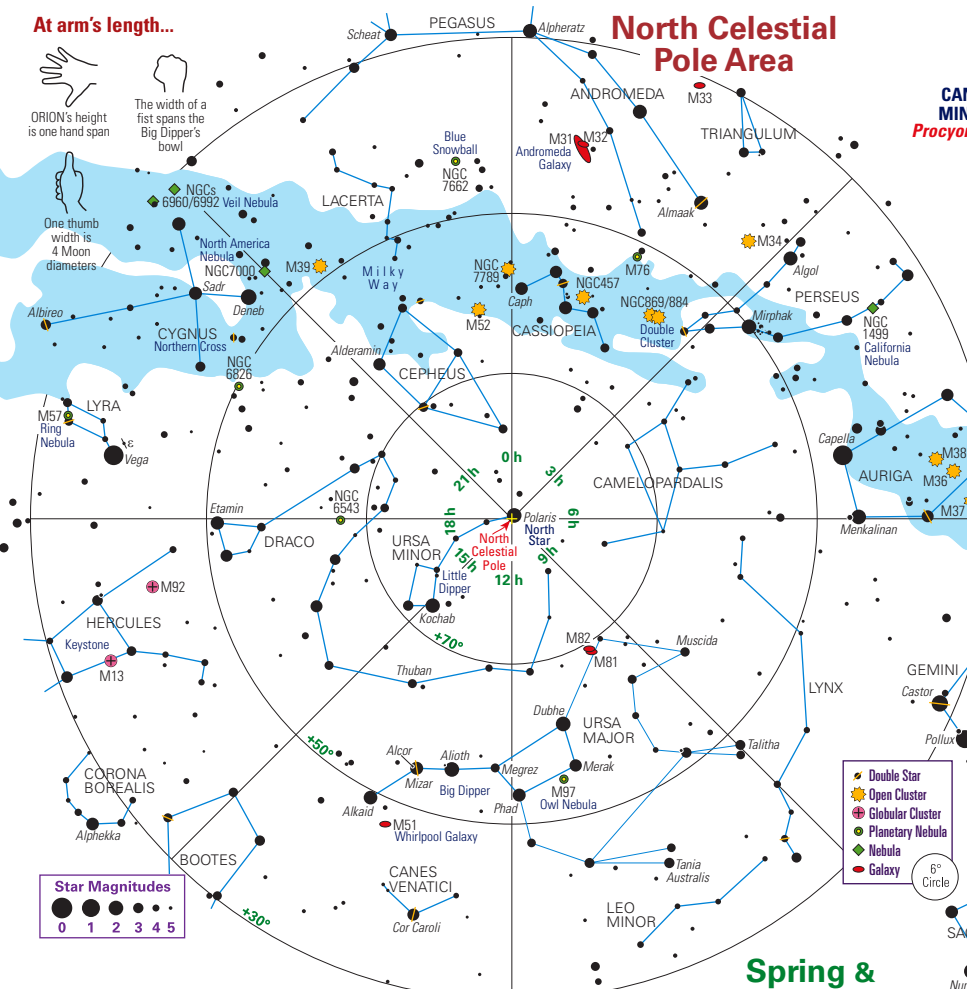 At arm's length...
ORION's height
is one hand span
The width of a
fist spans the
Big Dipper's
bowl
One thumb
width is
4 Moon
diameters
North Celestial
Pole Area
PEGASUS
Scheat
Alpheratz
ANDROMEDA
M33
TRIANGULUM
CAN
MIN
Procyo
Blue
Snowball
NGC
7662
M31
M32
Andromeda
Galaxy
LACERTA
Almaak
NGCs
6960/6992
Veil Nebula
North America
Nebula
NGC7000
M39
Milky
Way
NGC
7789
M76
M34
Algol
Sadr
Deneb
Albireo
CYGNUS
Northern Cross
NGC
6826
M52
Caph
NGC457
CASSIOPEIA
NGC869/884
Double
Cluster
PERSEUS
Mirphak
NGC
1499
California
Nebula
Alderamin
CEPHEUS
LYRA
M57
Ring
Nebula
ε
Vega
Capella
M38
M36
AURIGA
M37
Menkalinan
0 h
3 h
6 h
9 h
12 h
15 h
18 h
21 h
CAMELOPARDALIS
NGC
6543
Etamin
DRACO
Polaris
North
Star
North
Celestial
Pole
URSA
MINOR
Little
Dipper
Kochab
+70°
M92
HERCULES
Keystone
M13
Thuban
M82
M81
Muscida
LYNX
GEMINI
Castor
Pollux
+50°
Dubhe
URSA
MAJOR
Talitha
Alcor
Mizar
Alioth
Megrez
Merak
Big Dipper
Phad
M97
Owl Nebula
Alkaid
M51
Whirlpool Galaxy
CORONA
BOREALIS
Alphekka
BOOTES
CANES
VENATICI
Cor Caroli
Tania
Australis
LEO
MINOR
+30°
Star Magnitudes
0 1 2 3 4 5
Double Star
Open Cluster
Globular Cluster
Planetary Nebula
Nebula
Galaxy
6°
Circle
Spring &
SA
Nu